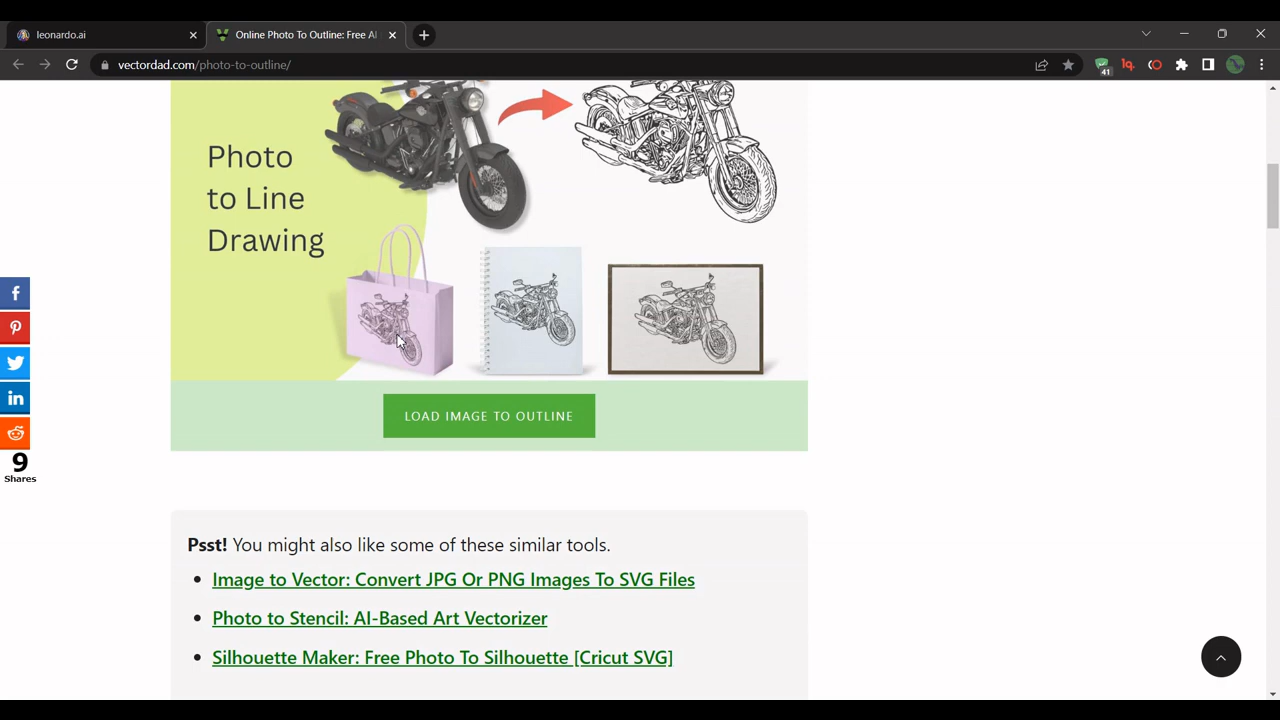 leonardo.ai
Online Photo To Outline: Free AI
vectordad.com/photo-to-outline/
41
Photo
to Line
Drawing
LOAD IMAGE TO OUTLINE
9
Shares
Psst! You might also like some of these similar tools.
Image to Vector: Convert JPG Or PNG Images To SVG Files
Photo to Stencil: AI-Based Art Vectorizer
Silhouette Maker: Free Photo To Silhouette [Cricut SVG]